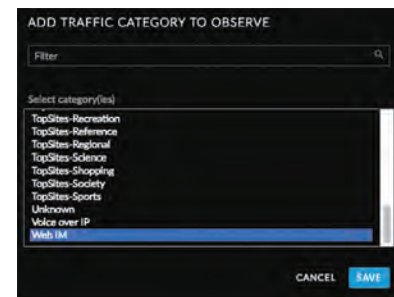 ADD TRAFFIC CATEGORY TO OBSERVE
Filter
Select category(ies)
TopSites-Recreation
TopSites-Reference
TopSites-Regional
TopSites-Science
TopSites-Shopping
TopSites-Society
TopSites-Sports
Unknown
Voice over IP
Web IM
CANCEL SAVE